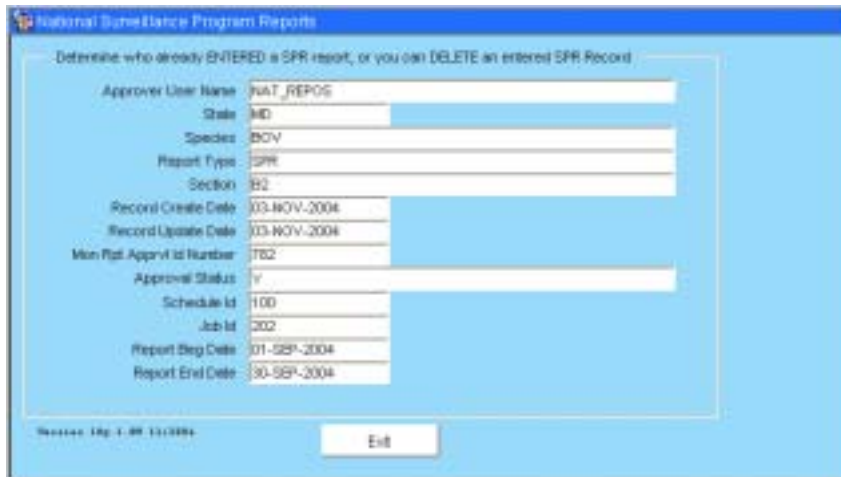 National Surveillance Program Reports
Determine who already ENTERED a SPR report, or you can DELETE an entered SPR Record
Approver User Name NAT_REPOS
State MD
Species BOV
Report Type SPR
Section B2
Record Create Date 03-NOV-2004
Record Update Date 03-NOV-2004
Mon Rpt Apprvl Id Number 782
Approval Status Y
Schedule Id 100
Job Id 202
Report Beg Date 01-SEP-2004
Report End Date 30-SEP-2004
Version
Exit